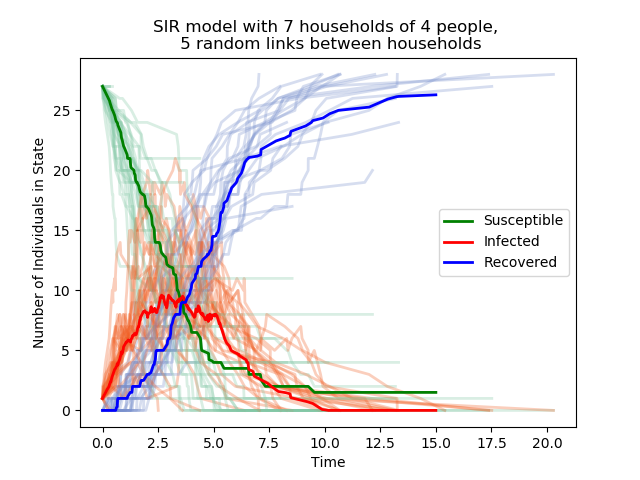 SIR model with 7 households of 4 people,
5 random links between households
Number of Individuals in State
25
20
15
10
5
0
Susceptible
Infected
Recovered
0.0 2.5 5.0 7.5 10.0 12.5 15.0 17.5 20.0
Time